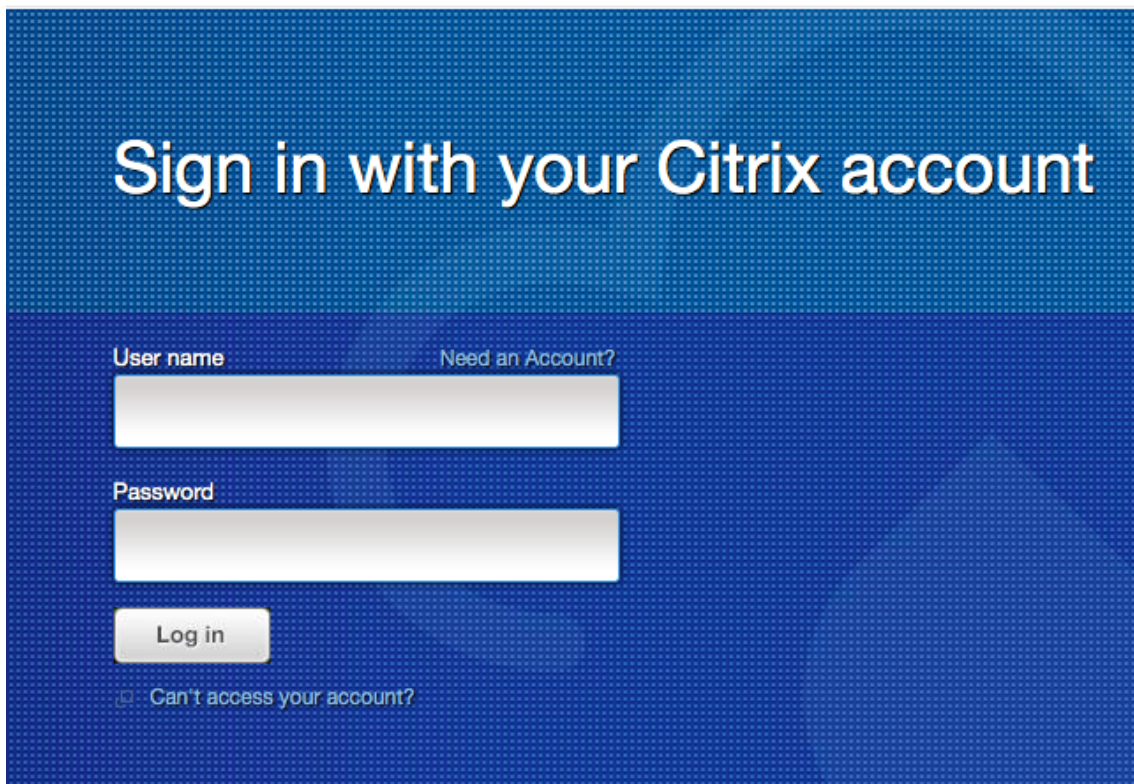 Sign in with your Citrix account
User name Need an Account?
Password
Log in
Can't access your account?